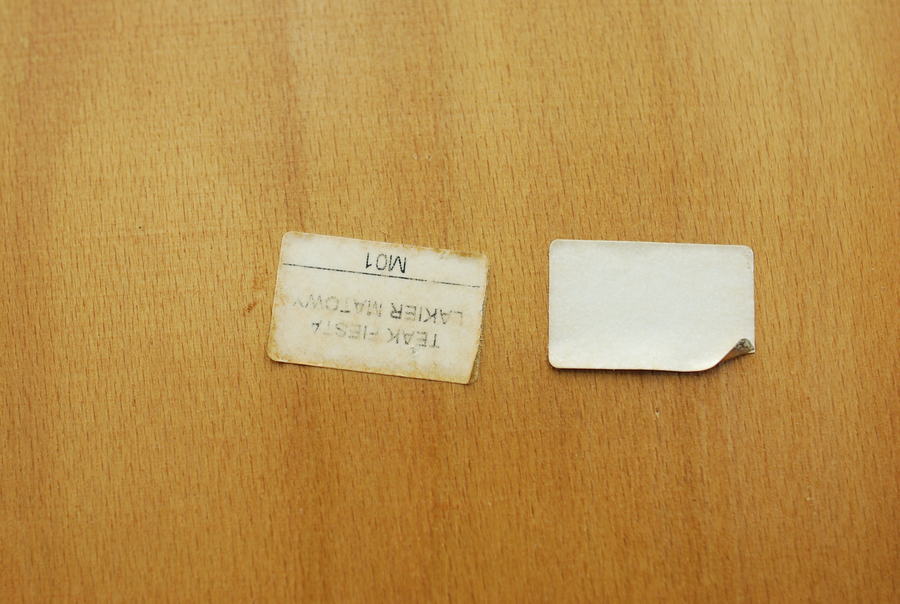 TEAK FIESTA
LAKIER MATOWY
M01